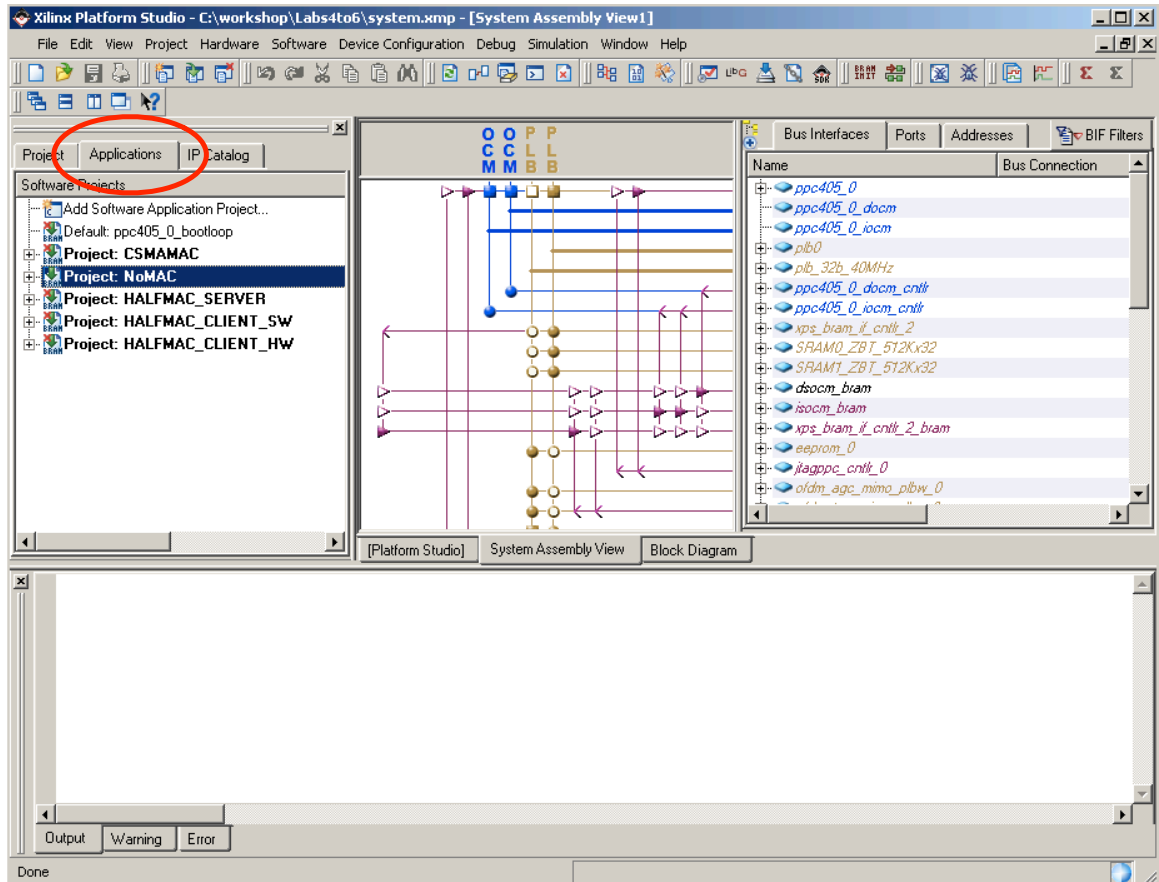 Xilinx Platform Studio - C:\workshop\Labs4to6\system.xmp - [System Assembly View1]
File Edit View Project Hardware Software Device Configuration Debug Simulation Window Help
Project Applications IP Catalog
Software Projects
Add Software Application Project...
Default: ppc405_0_bootloop
Project: CSMAMAC
Project: NoMAC
Project: HALFMAC_SERVER
Project: HALFMAC_CLIENT_SW
Project: HALFMAC_CLIENT_HW
OCM OCM PLB PLB
[Platform Studio] System Assembly View Block Diagram
Bus Interfaces Ports Addresses BIF Filters
Name Bus Connection
ppc405_0
ppc405_0_docm
ppc405_0_iocm
plb0
plb_32b_40MHz
ppc405_0_docm_cntlr
ppc405_0_iocm_cntlr
xps_bram_if_cntlr_2
SRAM0_ZBT_512Kx32
SRAM1_ZBT_512Kx32
dsocm_bram
isocm_bram
xps_bram_if_cntlr_2_bram
eeprom_0
jtagppc_cntlr_0
ofdm_agc_mimo_plbw_0
Output Warning Error
Done